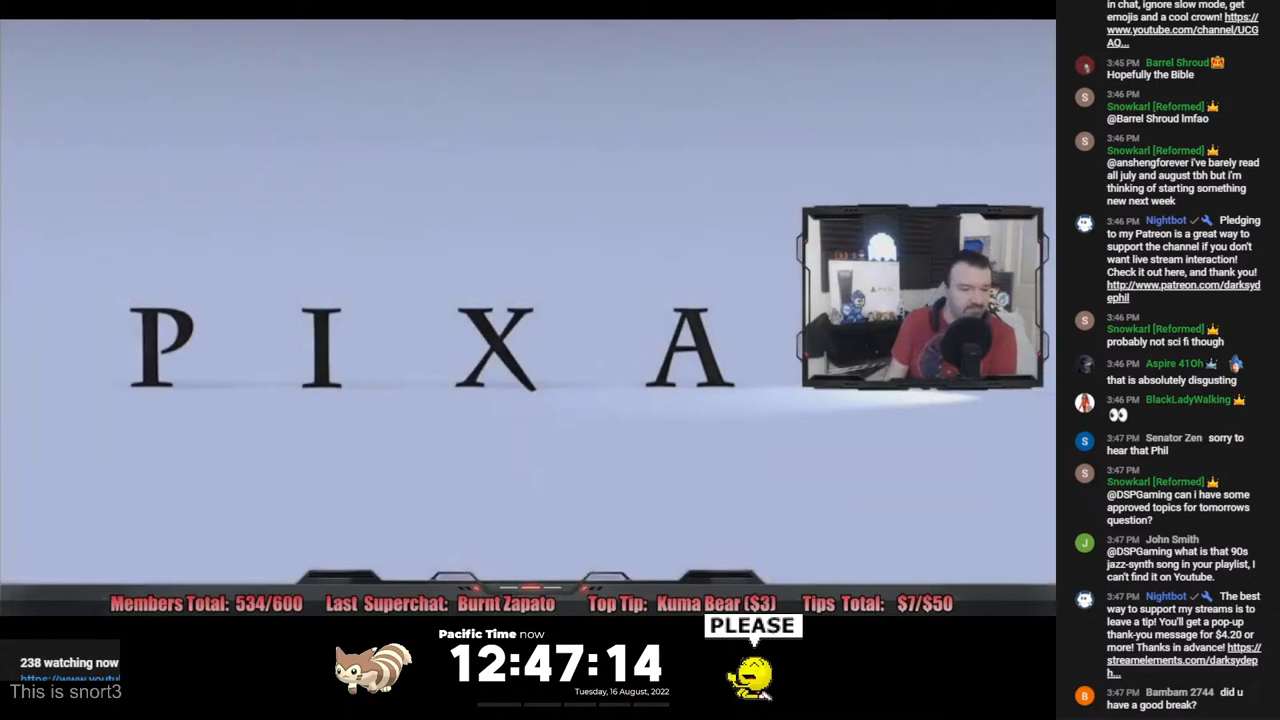 P I X A
Members Total: 534/600 Last Superchat: Burnt Zapato Top Tip: Kuma Bear ($3) Tips Total: $7/$50
238 watching now
This is snort3
Pacific Time now
12:47:14
Tuesday, 16 August, 2022
PLEASE
in chat, ignore slow mode, get
emojis and a cool crown! https://
www.youtube.com/channel/UCG
AO...
3:45 PM Barrel Shroud
Hopefully the Bible
S
3:46 PM
Snowkarl [Reformed]
@Barrel Shroud lmfao
S
3:46 PM
Snowkarl [Reformed]
@anshengforever i've barely read
all july and august tbh but i'm
thinking of starting something
new next week
3:46 PM Nightbot Pledging
to my Patreon is a great way to
support the channel if you don't
want live stream interaction!
Check it out here, and thank you!
http://www.patreon.com/darksyd
ephil
S
3:46 PM
Snowkarl [Reformed]
probably not sci fi though
3:46 PM Aspire 41Oh
that is absolutely disgusting
3:46 PM BlackLadyWalking
S
3:47 PM Senator Zen sorry to
hear that Phil
S
3:47 PM
Snowkarl [Reformed]
@DSPGaming can i have some
approved topics for tomorrows
question?
J
3:47 PM John Smith
@DSPGaming what is that 90s
jazz-synth song in your playlist, I
can't find it on Youtube.
3:47 PM Nightbot The best
way to support my streams is to
leave a tip! You'll get a pop-up
thank-you message for $4.20 or
more! Thanks in advance! https://
streamelements.com/darksydep
h...
B
3:47 PM Bambam 2744 did u
have a good break?